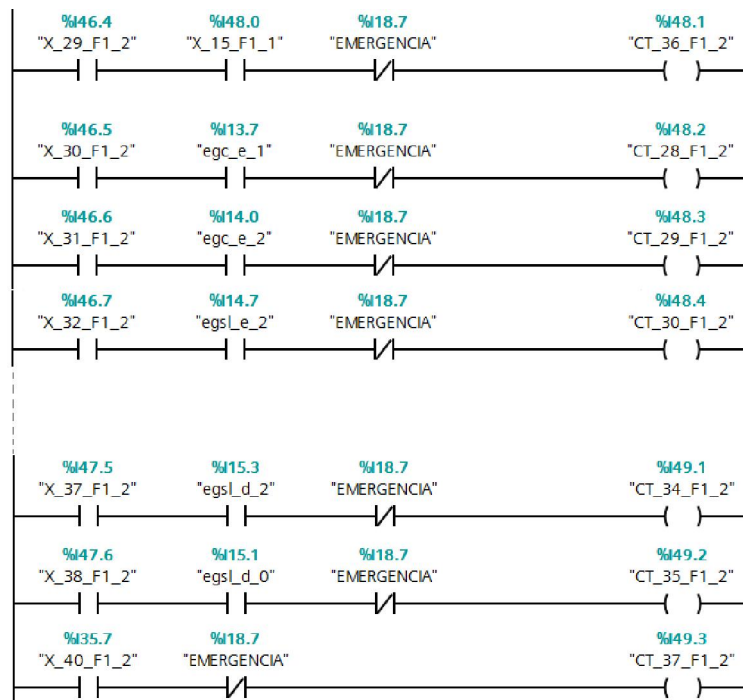 %I46.4 %I48.0 %I18.7 %I48.1
"X_29_F1_2" "X_15_F1_1" "EMERGENCIA" "CT_36_F1_2"
%I46.5 %I13.7 %I18.7 %I48.2
"X_30_F1_2" "egc_e_1" "EMERGENCIA" "CT_28_F1_2"
%I46.6 %I14.0 %I18.7 %I48.3
"X_31_F1_2" "egc_e_2" "EMERGENCIA" "CT_29_F1_2"
%I46.7 %I14.7 %I18.7 %I48.4
"X_32_F1_2" "egsl_e_2" "EMERGENCIA" "CT_30_F1_2"
%I47.5 %I15.3 %I18.7 %I49.1
"X_37_F1_2" "egsl_d_2" "EMERGENCIA" "CT_34_F1_2"
%I47.6 %I15.1 %I18.7 %I49.2
"X_38_F1_2" "egsl_d_0" "EMERGENCIA" "CT_35_F1_2"
%I35.7 %I18.7 %I49.3
"X_40_F1_2" "EMERGENCIA" "CT_37_F1_2"